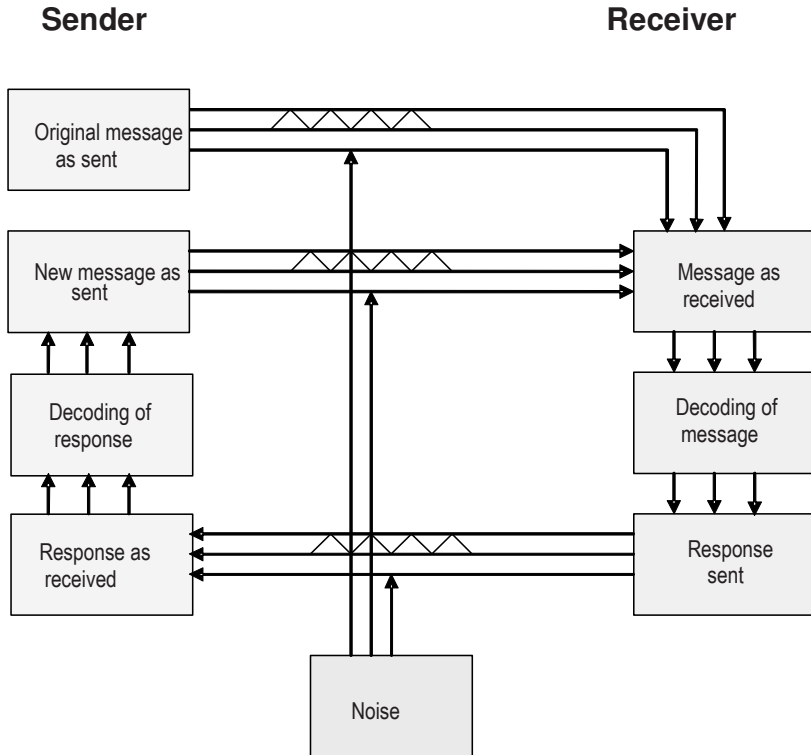 Sender
Receiver
Original message
as sent
New message as
sent
Message as
received
Decoding of
response
Decoding of
message
Response as
received
Response
sent
Noise